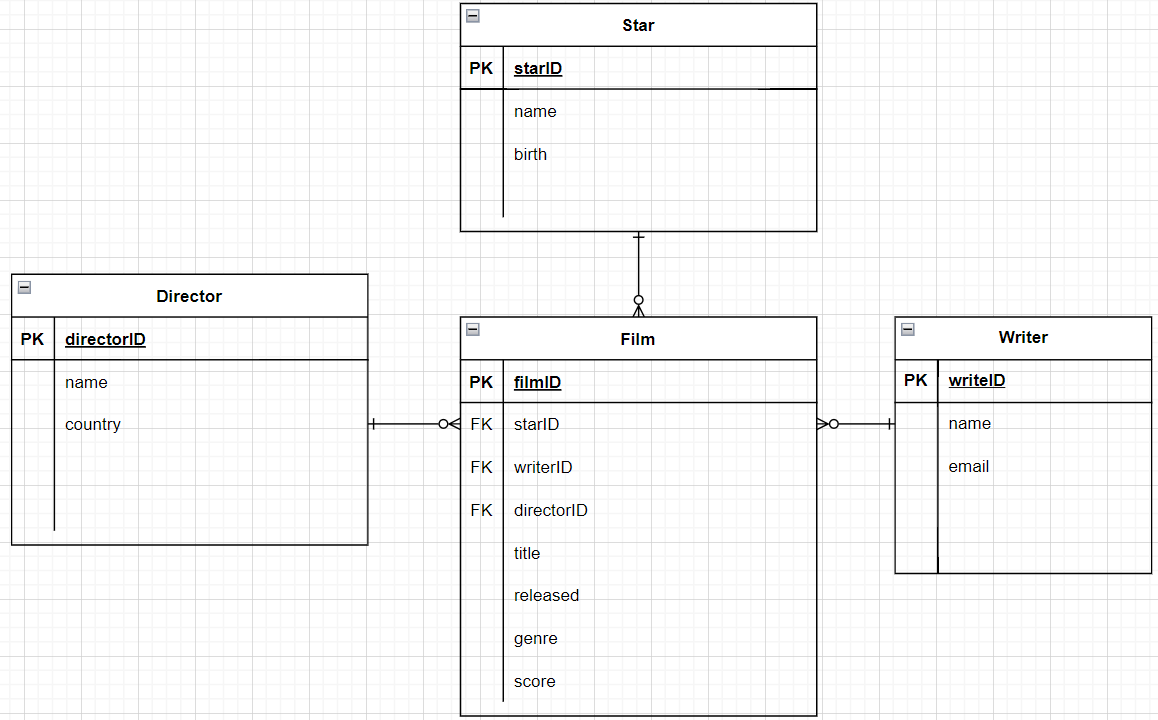 Star
PK starID
name
birth
Director
PK directorID
name
country
Film
PK filmID
FK starID
FK writerID
FK directorID
title
released
genre
score
Writer
PK writeID
name
email